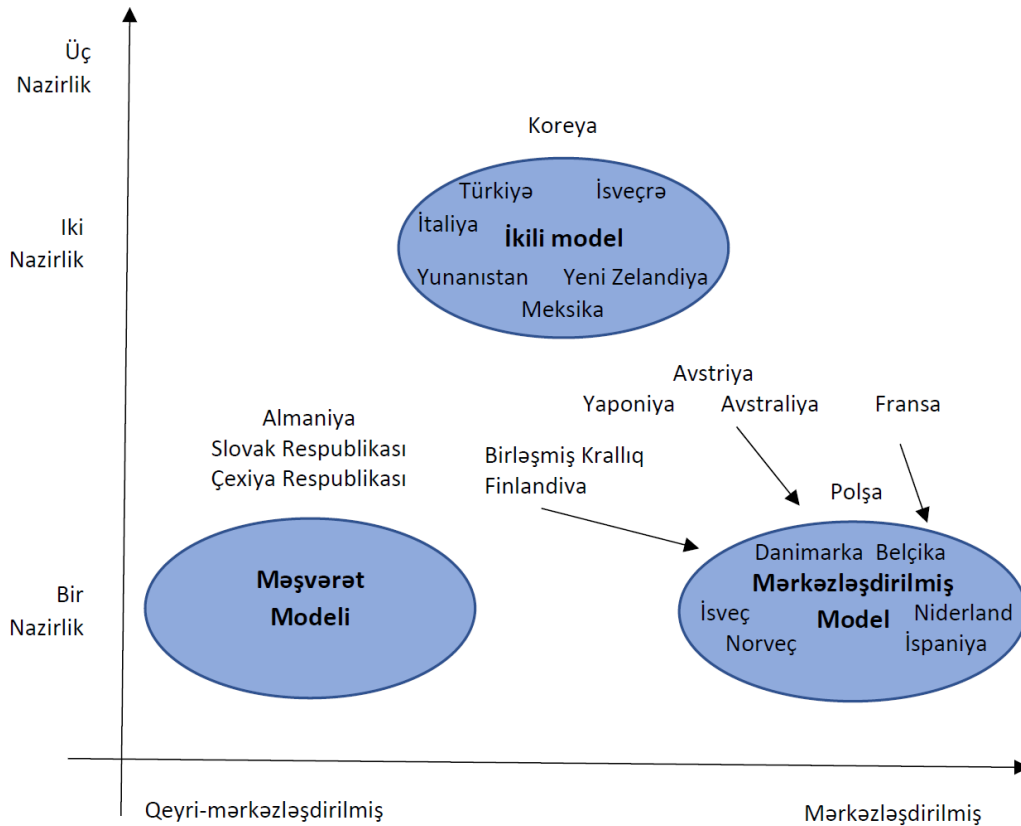 Üç
Nazirlik
Koreya
Türkiyə İsveçrə
İtaliya
İkili model
Iki
Nazirlik
Yunanıstan Yeni Zelandiya
Meksika
Avstriya
Yaponiya Avstraliya Fransa
Almaniya
Slovak Respublikası
Çexiya Respublikası
Birləşmiş Krallıq
Finlandiva
Polşa
Danimarka Belçika
Məşvərət
Modeli
Mərkəzləşdirilmiş
Model
İsveç Niderland
Norveç İspaniya
Bir
Nazirlik
Qeyri-mərkəzləşdirilmiş Mərkəzləşdirilmiş